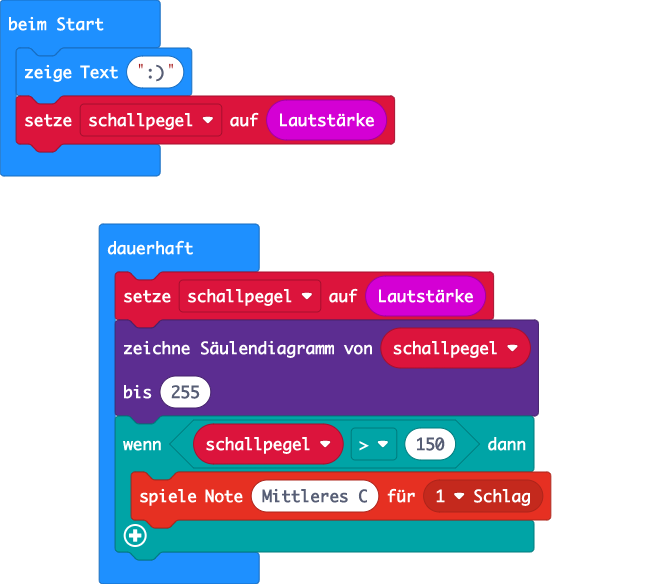 beim Start
zeige Text ":)"
setze schallpegel auf Lautstärke
dauerhaft
setze schallpegel auf Lautstärke
zeichne Säulendiagramm von schallpegel
bis 255
wenn schallpegel > 150 dann
spiele Note Mittleres C für 1 Schlag